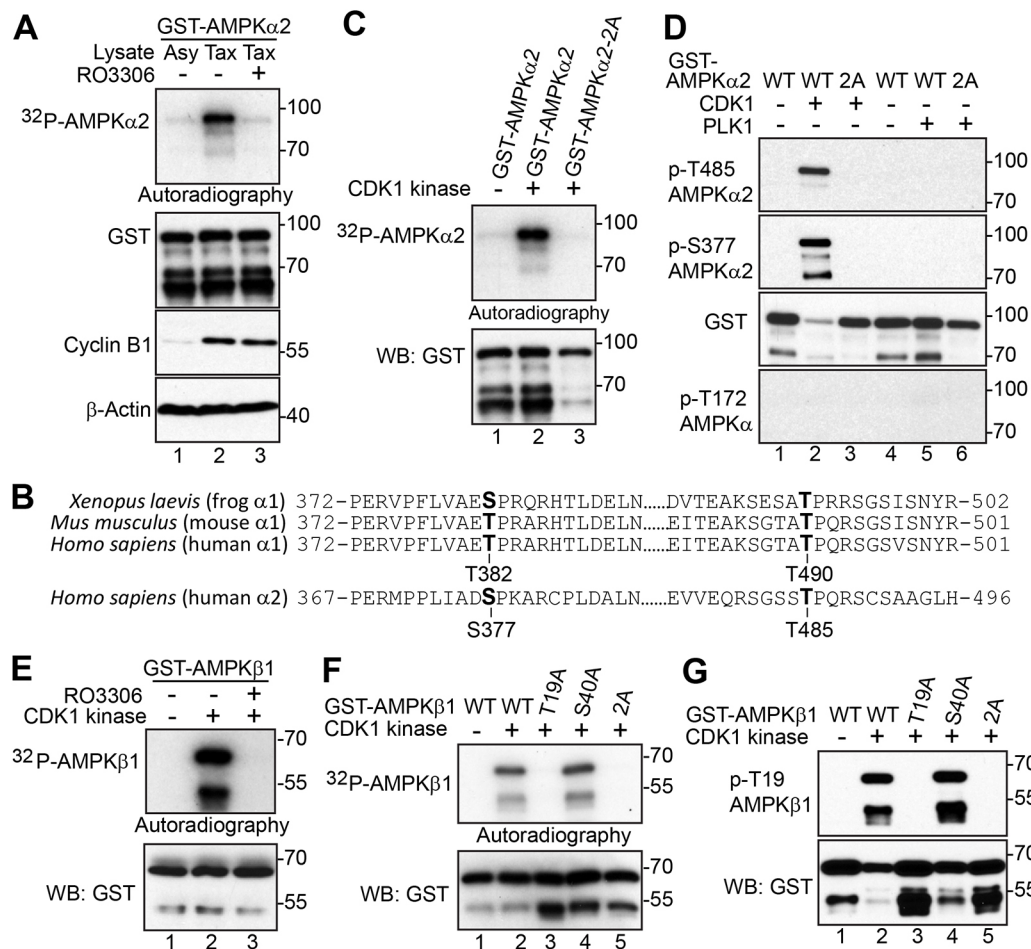 A
GST-AMPKα2
Lysate Asy Tax Tax
RO3306 - - +
32P-AMPKα2
100
-70
Autoradiography
GST
-100
-70
Cyclin B1
-55
β-Actin
-40
1 2 3
C
GST-AMPKα2
GST-AMPKα2
GST-AMPKα2-2A
CDK1 kinase - + +
32P-AMPKα2
-100
-70
Autoradiography
WB: GST
-100
-70
1 2 3
D
GST-
AMPKα2 WT WT 2A WT WT 2A
CDK1 - + + - - -
PLK1 - - - - + +
p-T485
AMPKα2
-100
-70
p-S377
AMPKα2
-100
-70
GST
-100
-70
p-T172
AMPKα
-100
-70
1 2 3 4 5 6
B
Xenopus laevis (frog α1) 372-PERVPFLVAESPRQRHTLDELN……DVTEAKSESATPRRSGSISNYR-502
Mus musculus (mouse α1) 372-PERVPFLVAETPRARHTLDELN……EITEAKSGTATPQRSGSISNYR-501
Homo sapiens (human α1) 372-PERVPFLVAETPRARHTLDELN……EITEAKSGTATPQRSGSVSNYR-501
T382 T490
Homo sapiens (human α2) 367-PERMPPLIADSPKARCPLDALN……EVVEQRSGSSTPQRSCSAAGLH-496
S377 T485
E
GST-AMPKβ1
RO3306 - - +
CDK1 kinase - + +
32P-AMPKβ1
-70
-55
Autoradiography
WB: GST
-70
-55
1 2 3
F
GST-AMPKβ1 WT WT T19A S40A 2A
CDK1 kinase - + + + +
32P-AMPKβ1
-70
-55
Autoradiography
WB: GST
-70
-55
1 2 3 4 5
G
GST-AMPKβ1 WT WT T19A S40A 2A
CDK1 kinase - + + + +
p-T19
AMPKβ1
-70
55
WB: GST
-70
-55
1 2 3 4 5